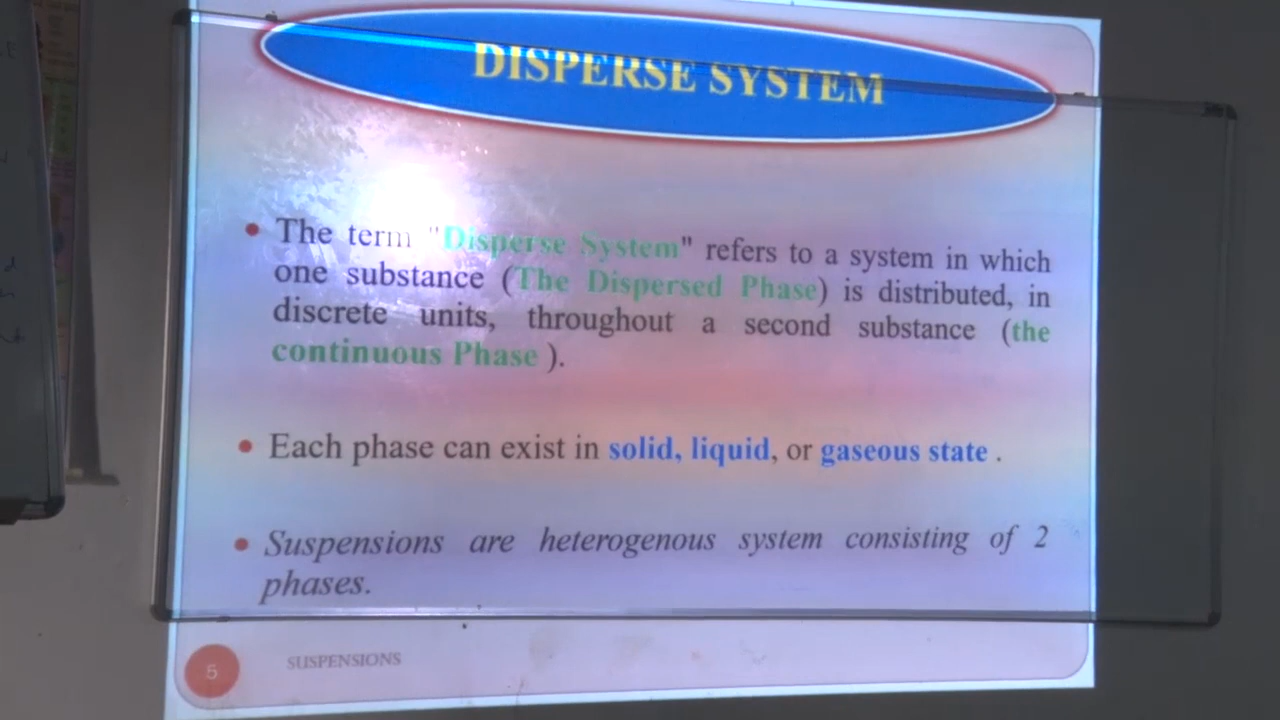 DISPERSE SYSTEM
• The term "Disperse System" refers to a system in which
one substance (The Dispersed Phase) is distributed, in
discrete units, throughout a second substance (the
continuous Phase ).
• Each phase can exist in solid, liquid, or gaseous state .
• Suspensions are heterogenous system consisting of 2
phases.
5 SUSPENSIONS